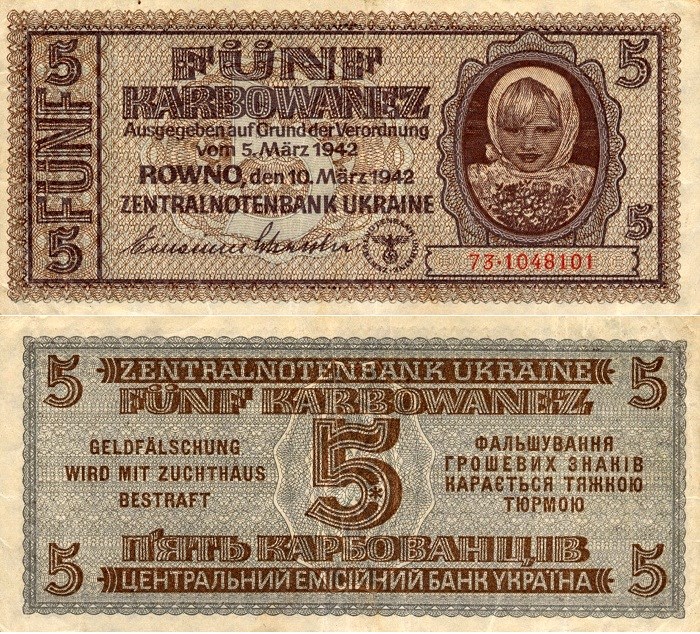 5 FÜNF 5
FÜNF
KARBOWANEZ
Ausgegeben auf Grund der Verordnung
vom 5. März 1942
ROWNO, den 10. März 1942
ZENTRALNOTENBANK UKRAINE
5
5
73·1048101
5 ZENTRALNOTENBANK UKRAINE 5
FÜNF KARBOWANEZ
GELDFÄLSCHUNG
WIRD MIT ZUCHTHAUS
BESTRAFT
5
ФАЛЬШУВАННЯ
ГРОШЕВИХ ЗНАКІВ
КАРАЄТЬСЯ ТЯЖКОЮ
ТЮРМОЮ
П'ЯТЬ КАРБОВАНЦІВ
5 ЦЕНТРАЛЬНИЙ ЕМІСІЙНИЙ БАНК УКРАЇНА 5